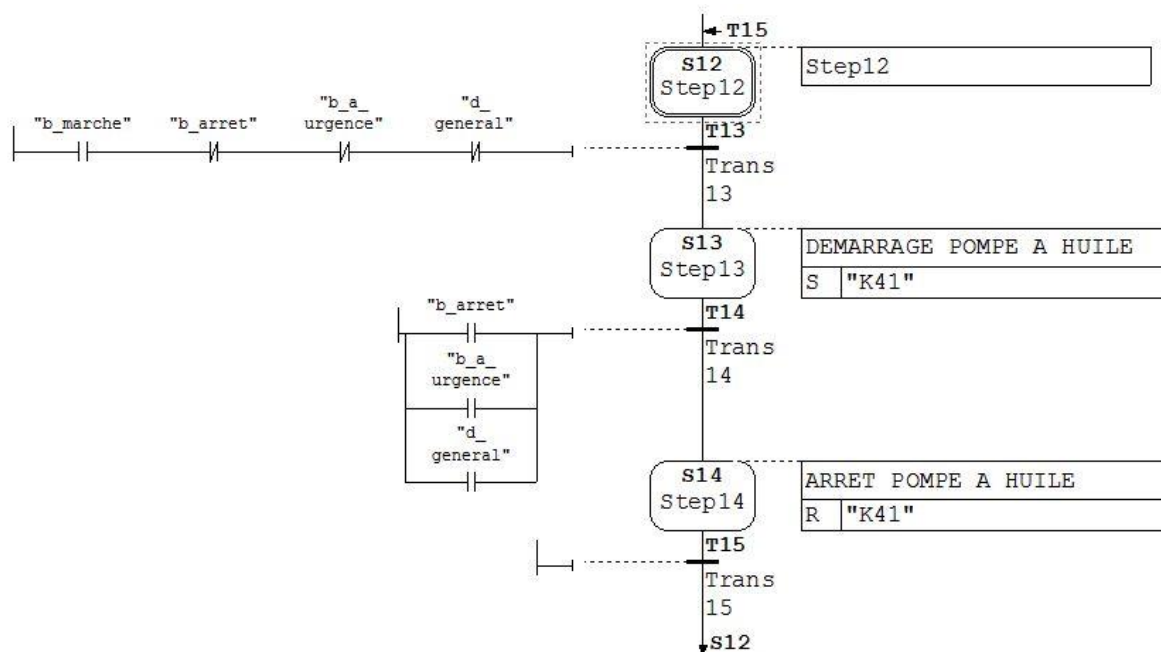 T15
S12
Step12
Step12
"b_marche"
"b_arret"
"b_a_
urgence"
"d_
general"
T13
Trans
13
S13
Step13
DEMARRAGE POMPE A HUILE
S "K41"
"b_arret"
T14
Trans
14
"b_a_
urgence"
"d_
general"
S14
Step14
ARRET POMPE A HUILE
R "K41"
T15
Trans
15
S12